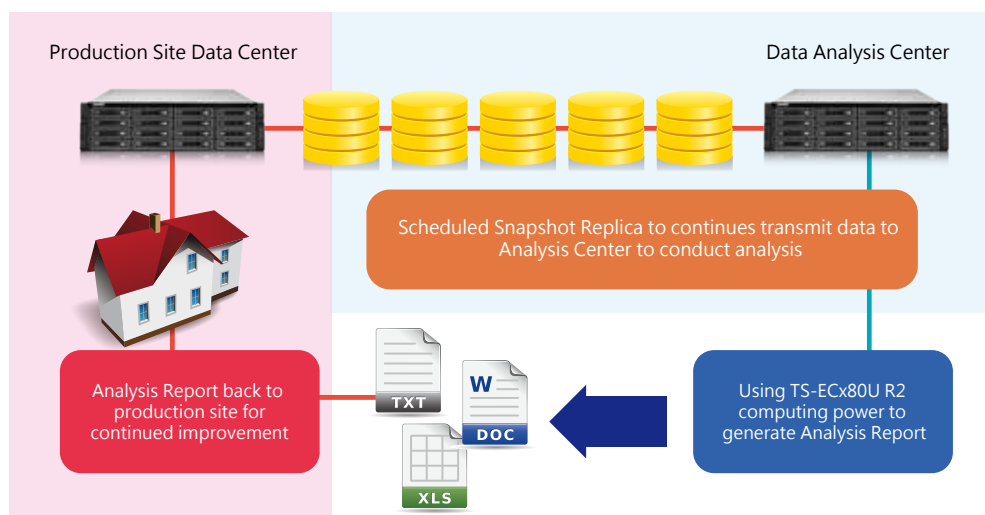 Production Site Data Center
Data Analysis Center
Scheduled Snapshot Replica to continues transmit data to
Analysis Center to conduct analysis
Analysis Report back to
production site for
continued improvement
TXT
W
DOC
XLS
Using TS-ECx80U R2
computing power to
generate Analysis Report